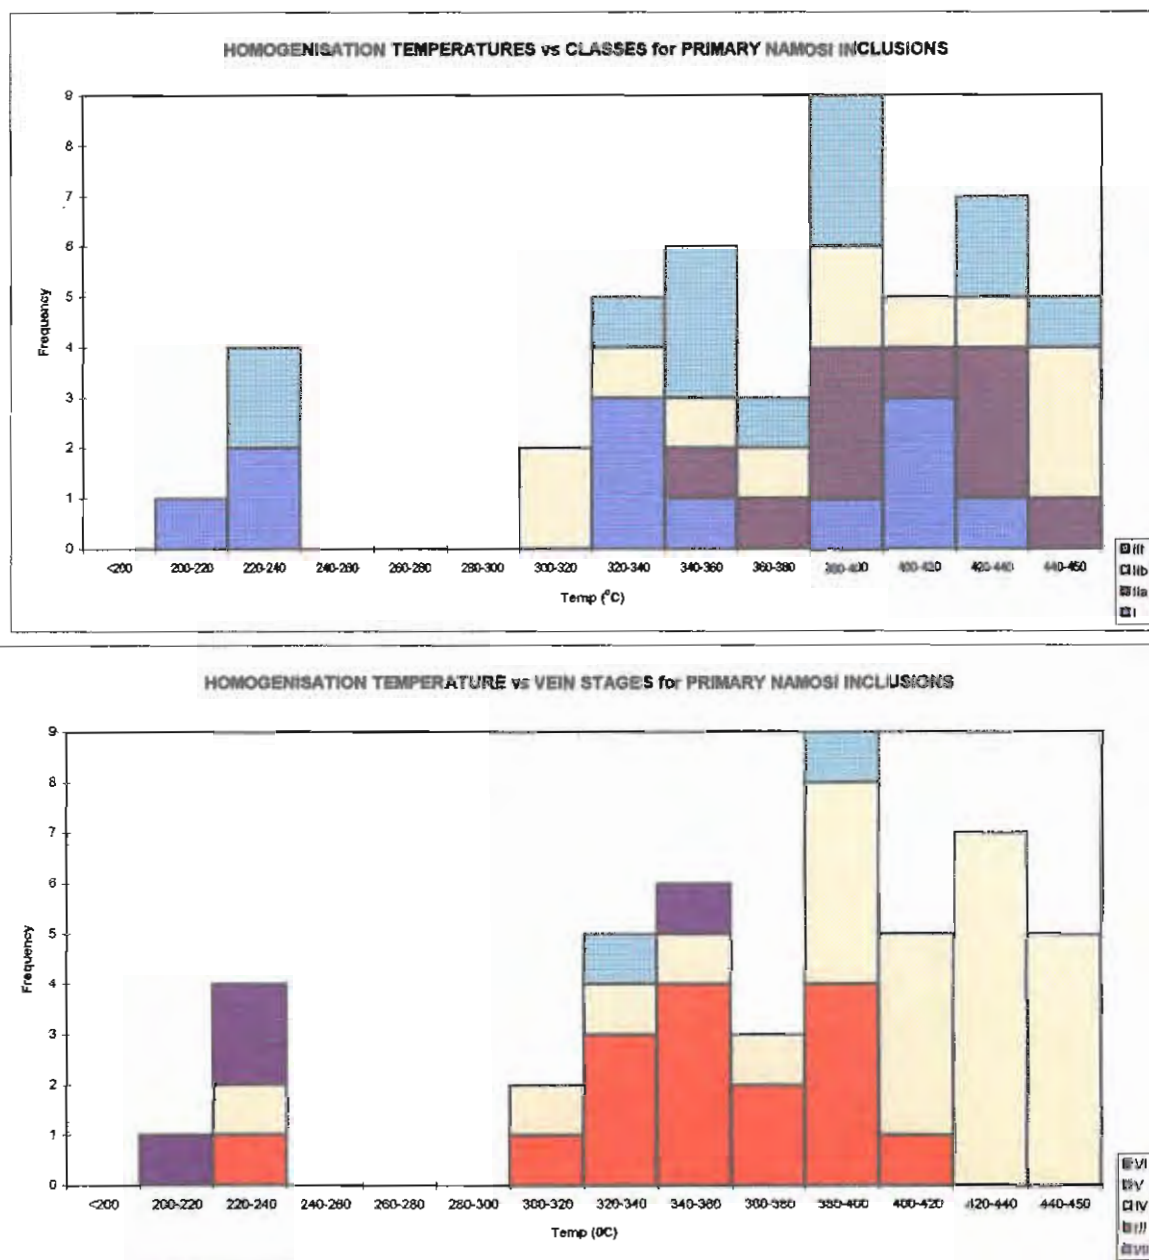 HOMOGENISATION TEMPERATURES vs CLASSES for PRIMARY NAMOSI INCLUSIONS
9
8
7
6
5
4
3
2
1
0
Frequency
<200 200-220 220-240 240-260 260-280 280-300 300-320 320-340 340-360 360-380 380-400 400-420 420-440 440-450
Temp (°C)
III
IIb
IIa
I
HOMOGENISATION TEMPERATURE vs VEIN STAGES for PRIMARY NAMOSI INCLUSIONS
9
8
7
6
5
4
3
2
1
0
Frequency
<200 200-220 220-240 240-260 260-280 280-300 300-320 320-340 340-360 360-380 380-400 400-420 420-440 440-450
Temp (0C)
VI
V
IV
III